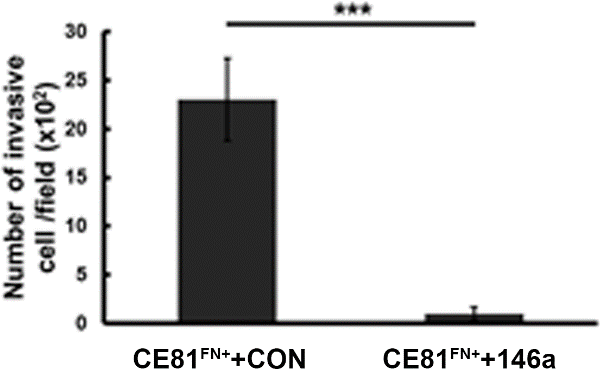 ***
30
25
20
15
10
5
0
Number of invasive
cell /field (x10²)
CE81ᶠᴺ⁺+CON
CE81ᶠᴺ⁺+146a